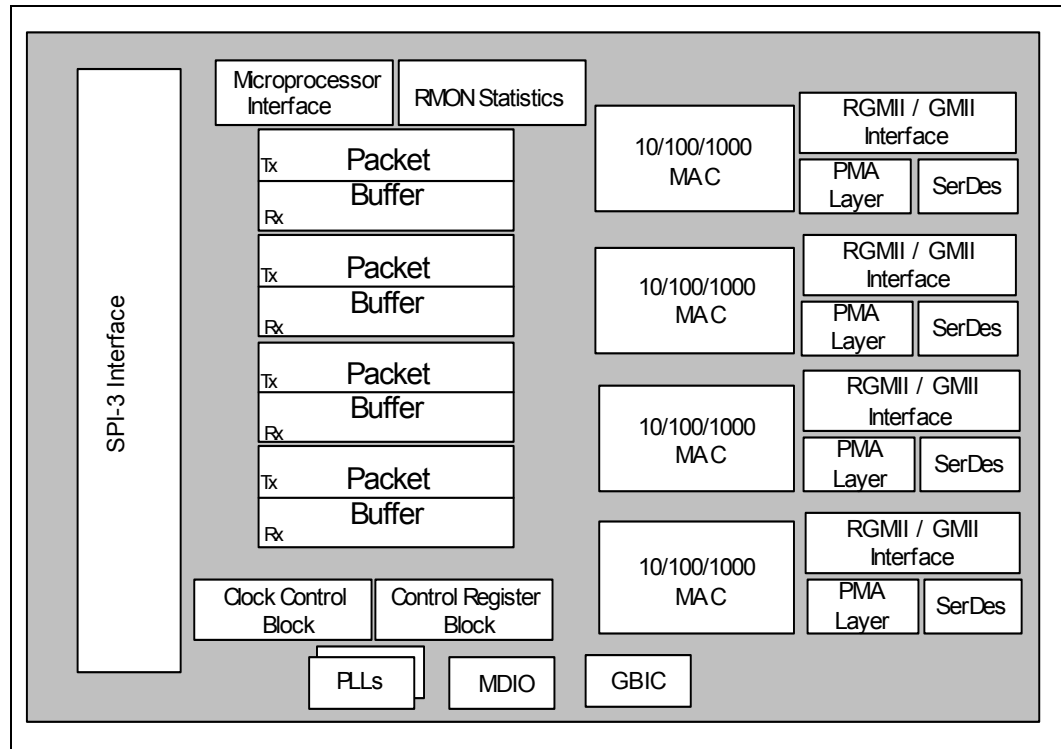 Microprocessor
Interface
RMON Statistics
SPI-3 Interface
Tx
Packet
Buffer
Rx
Tx
Packet
Buffer
Rx
Tx
Packet
Buffer
Rx
Tx
Packet
Buffer
Rx
10/100/1000
MAC
RGMII / GMII
Interface
PMA
Layer
SerDes
10/100/1000
MAC
RGMII / GMII
Interface
PMA
Layer
SerDes
10/100/1000
MAC
RGMII / GMII
Interface
PMA
Layer
SerDes
10/100/1000
MAC
RGMII / GMII
Interface
PMA
Layer
SerDes
Clock Control
Block
Control Register
Block
PLLs
MDIO
GBIC